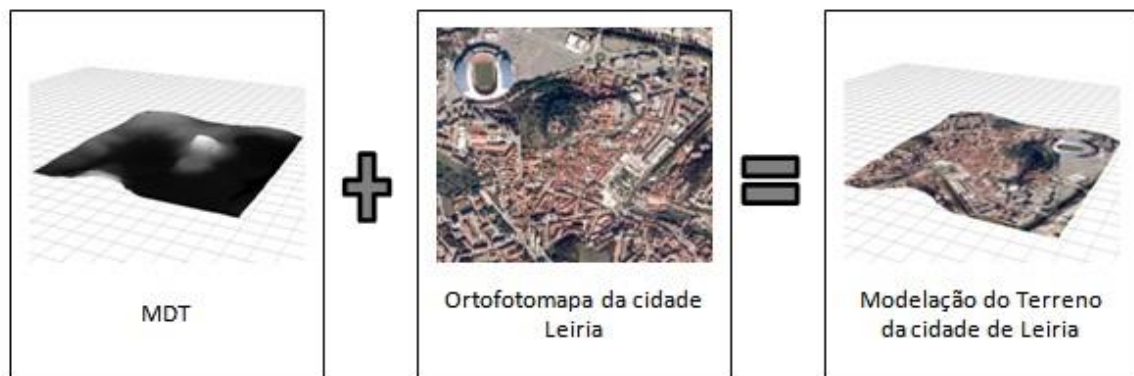 MDT
Ortofotomapa da cidade
Leiria
Modelação do Terreno
da cidade de Leiria